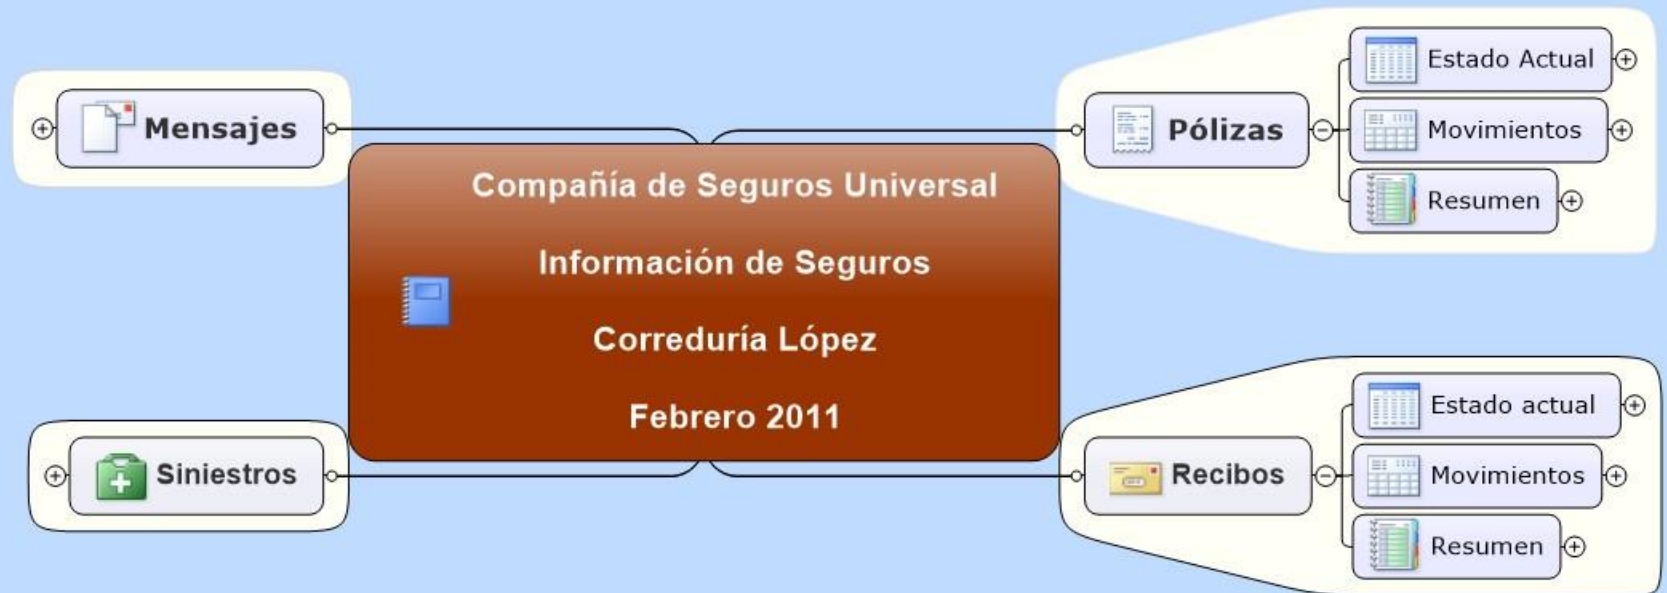 Mensajes
Siniestros
Compañía de Seguros Universal
Información de Seguros
Correduría López
Febrero 2011
Pólizas
Estado Actual
Movimientos
Resumen
Recibos
Estado actual
Movimientos
Resumen